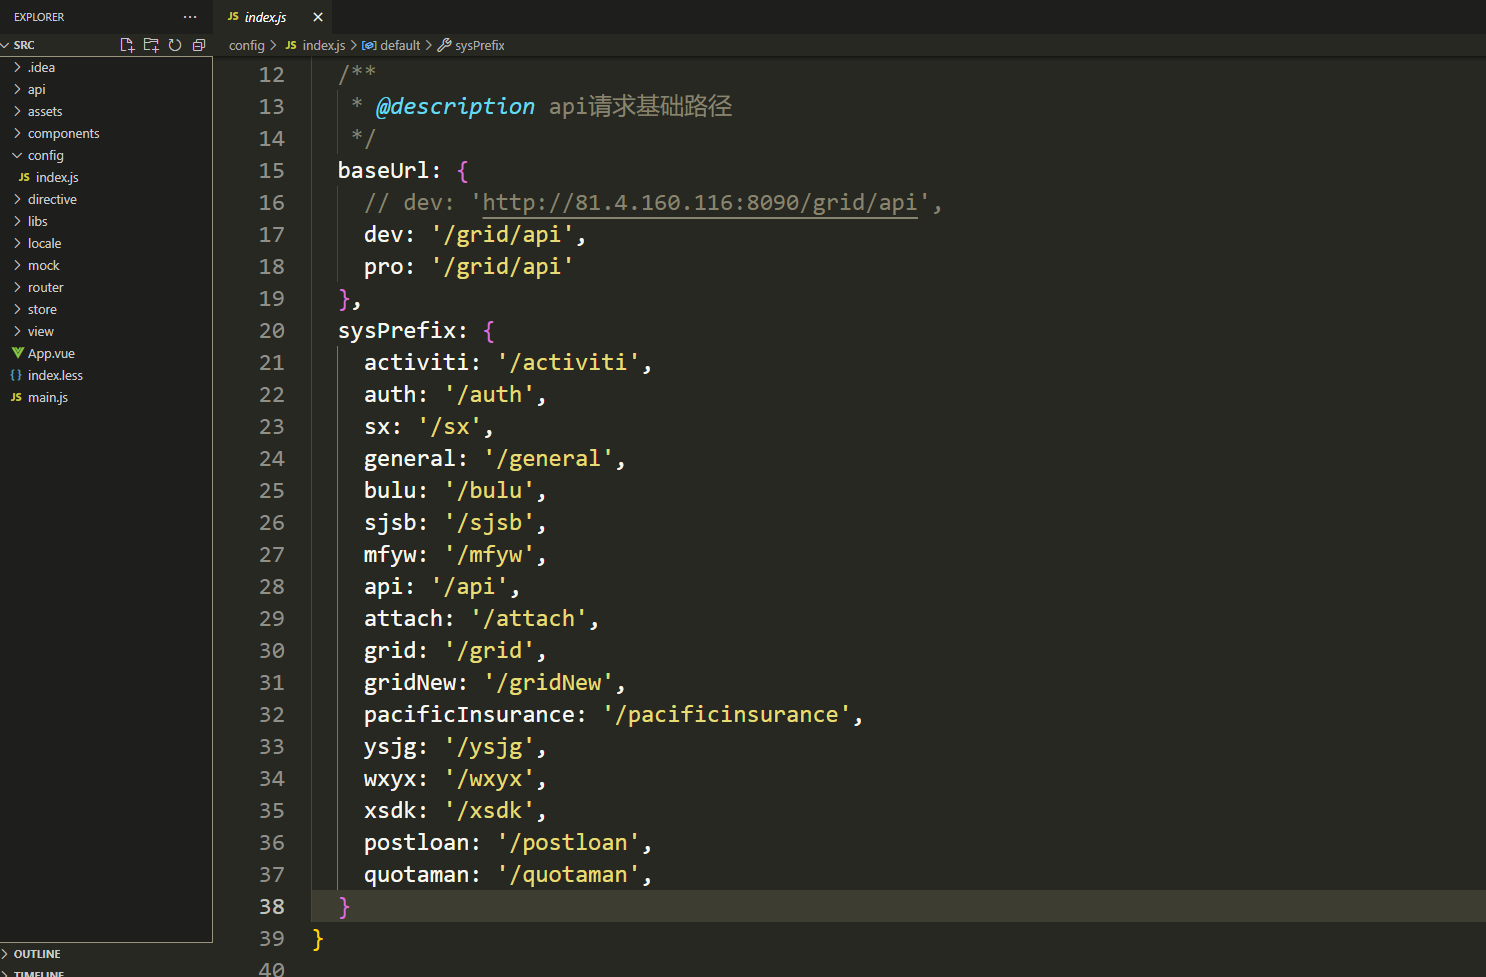 EXPLORER
···
SRC
.idea
api
assets
components
config
JS index.js
directive
libs
locale
mock
router
store
view
App.vue
{} index.less
JS main.js
OUTLINE
TIMELINE
JS index.js
config > JS index.js > default > sysPrefix
12 /**
13 * @description api请求基础路径
14 */
15 baseUrl: {
16 // dev: 'http://81.4.160.116:8090/grid/api',
17 dev: '/grid/api',
18 pro: '/grid/api'
19 },
20 sysPrefix: {
21 activiti: '/activiti',
22 auth: '/auth',
23 sx: '/sx',
24 general: '/general',
25 bulu: '/bulu',
26 sjsb: '/sjsb',
27 mfyw: '/mfyw',
28 api: '/api',
29 attach: '/attach',
30 grid: '/grid',
31 gridNew: '/gridNew',
32 pacificInsurance: '/pacificinsurance',
33 ysjg: '/ysjg',
34 wxyx: '/wxyx',
35 xsdk: '/xsdk',
36 postloan: '/postloan',
37 quotaman: '/quotaman',
38 }
39 }
40